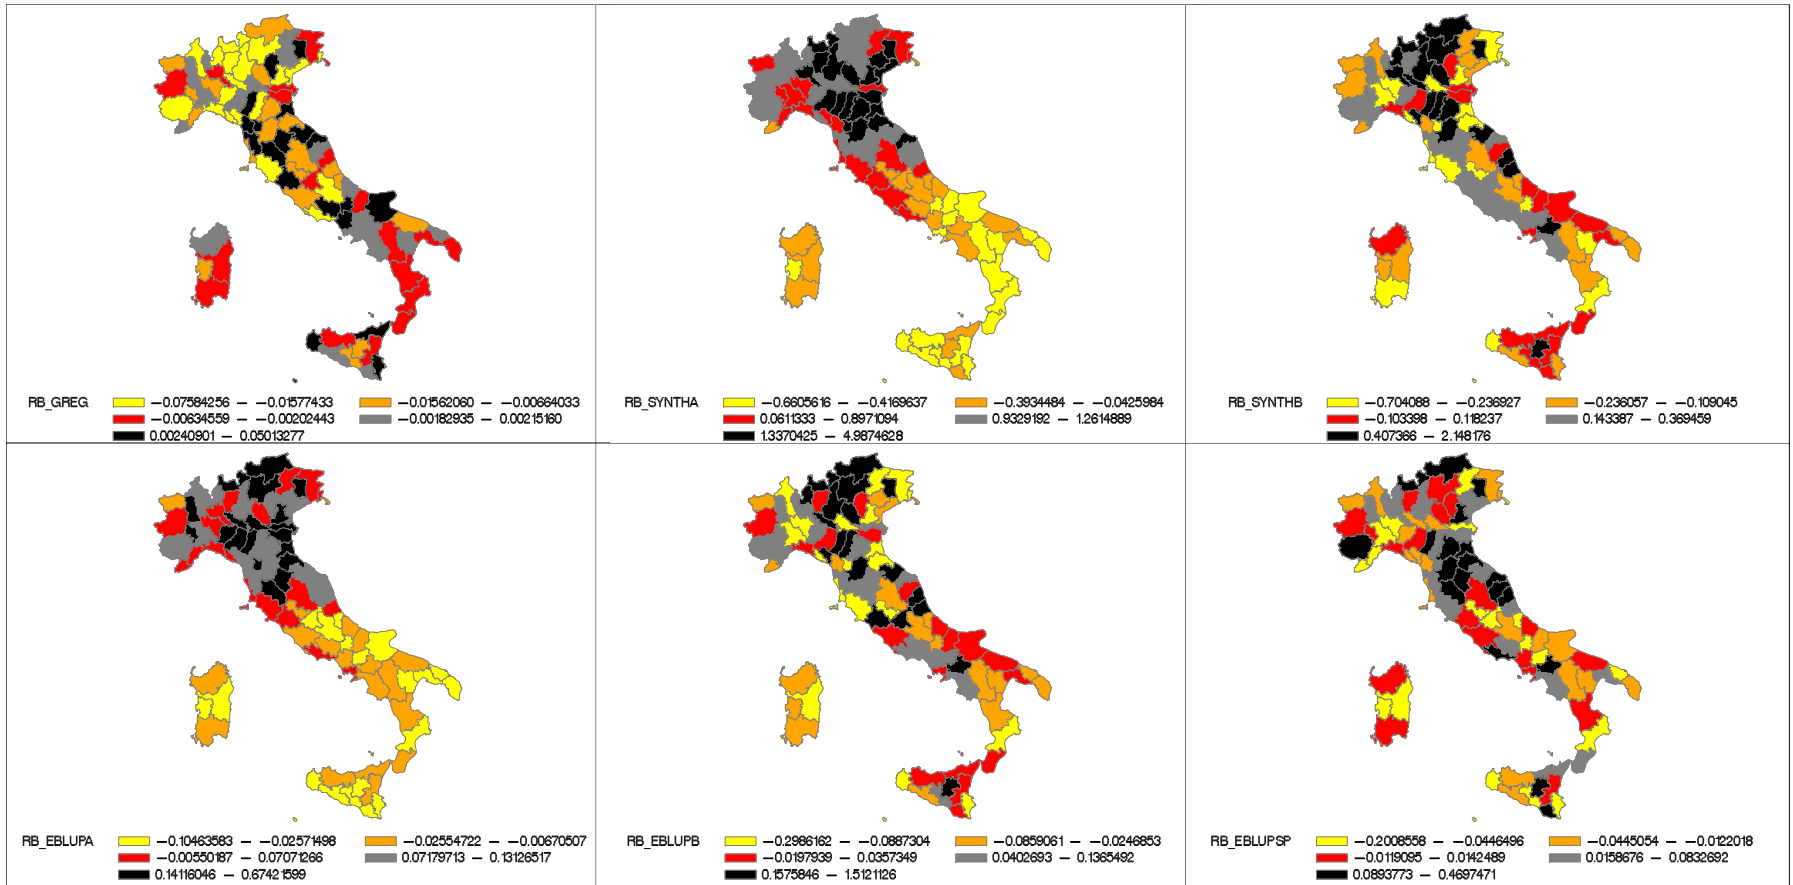 RB_GREG −0.07584256 − −0.01577433 −0.01562060 − −0.00664033
−0.00634559 − −0.00202443 −0.00182935 − 0.00215160
0.00240901 − 0.05013277
RB_SYNTHA −0.6605616 − −0.4169637 −0.3934484 − −0.0425984
0.0611333 − 0.8971094 0.9329192 − 1.2614889
1.3370425 − 4.9874628
RB_SYNTHB −0.704088 − −0.236927 −0.236057 − −0.109045
−0.103398 − 0.118237 0.143387 − 0.369459
0.407366 − 2.148176
RB_EBLUPA −0.10463583 − −0.02571498 −0.02554722 − −0.00670507
−0.00550187 − 0.07071266 0.07179713 − 0.13126517
0.14116046 − 0.67421599
RB_EBLUPB −0.2986162 − −0.0887304 −0.0859061 − −0.0246853
−0.0197939 − 0.0357349 0.0402693 − 0.1365492
0.1575846 − 1.5121126
RB_EBLUPSP −0.2008558 − −0.0446496 −0.0445054 − −0.0122018
−0.0119095 − 0.0142489 0.0158676 − 0.0832692
0.0893773 − 0.4697471